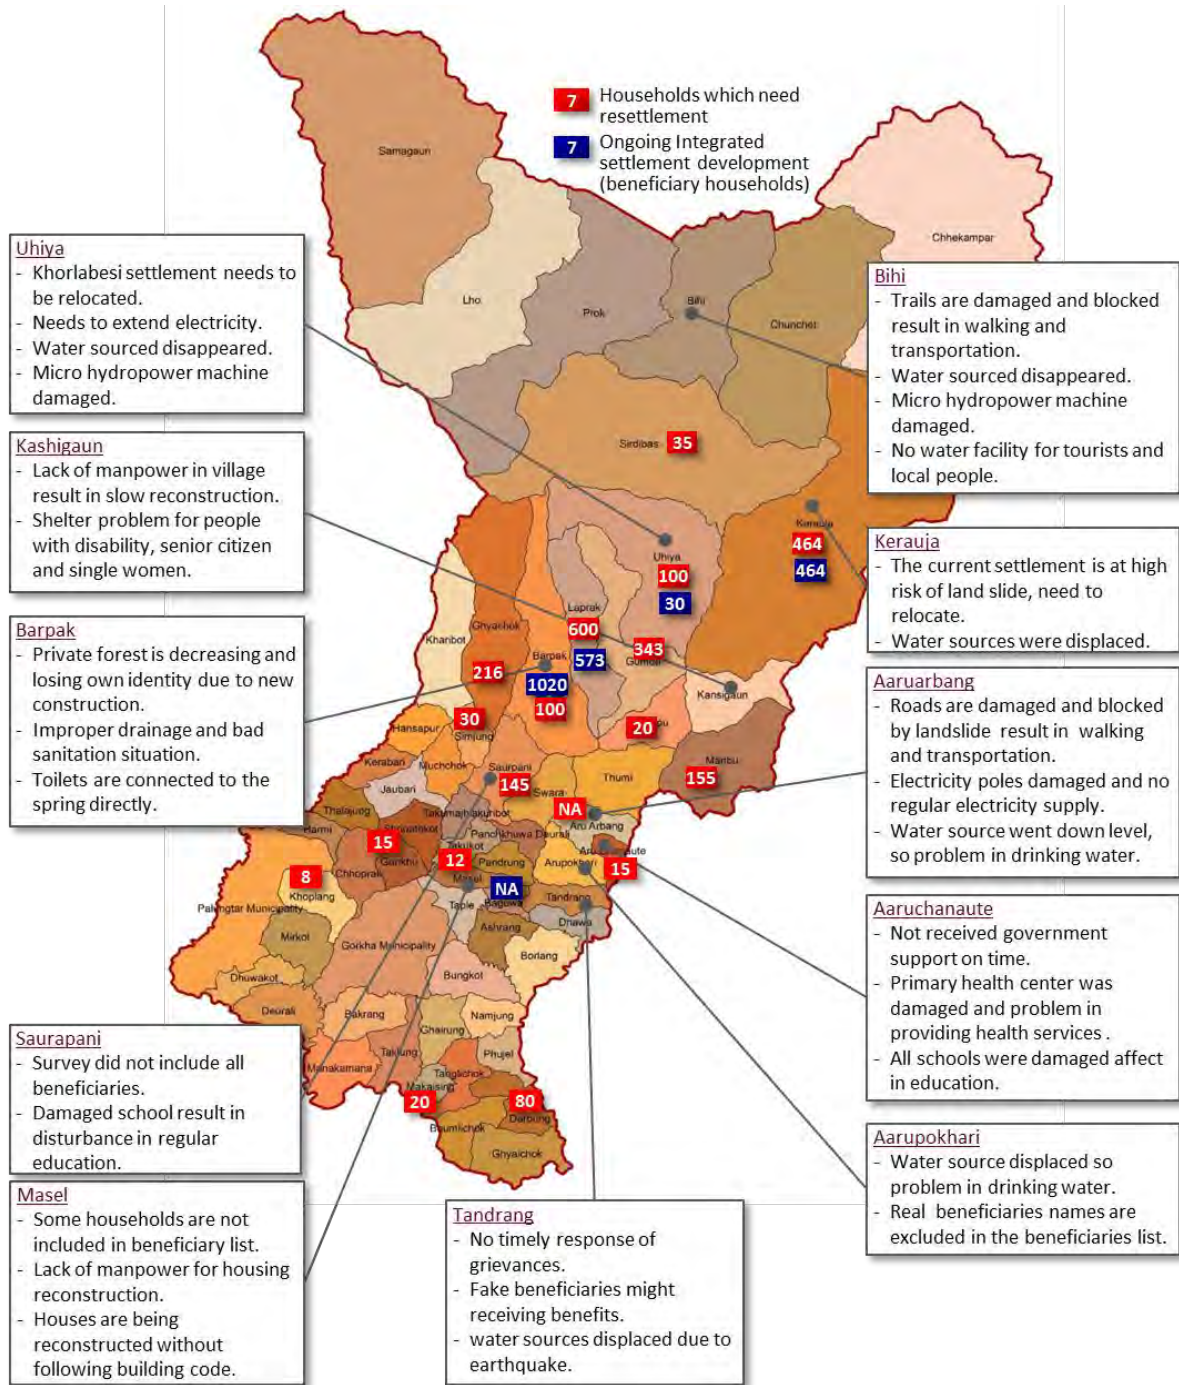 Samagaun
7 Households which need
resettlement
7 Ongoing Integrated
settlement development
(beneficiary households)
Chhekampar
Lho
Prok
Bihi
Chunchet
Uhiya
- Khorlabesi settlement needs to
be relocated.
- Needs to extend electricity.
- Water sourced disappeared.
- Micro hydropower machine
damaged.
Bihi
- Trails are damaged and blocked
result in walking and
transportation.
- Water sourced disappeared.
- Micro hydropower machine
damaged.
- No water facility for tourists and
local people.
Kashigaun
- Lack of manpower in village
result in slow reconstruction.
- Shelter problem for people
with disability, senior citizen
and single women.
Sirdibas
35
Kerauja
464
464
Uhiya
100
30
Kerauja
- The current settlement is at high
risk of land slide, need to
relocate.
- Water sources were displaced.
Barpak
- Private forest is decreasing and
losing own identity due to new
construction.
- Improper drainage and bad
sanitation situation.
- Toilets are connected to the
spring directly.
Laprak
600
573
Gumda
343
Kharibot
Ghyachok
216
Barpak
1020
100
Kansigaun
20
30
Simjung
Hansapur
Saurpani
145
Muchchok
Kerabari
Jaubari
Thumi
Manbu
155
Swara
NA
Aru Arbang
Aaruarbang
- Roads are damaged and blocked
by landslide result in walking
and transportation.
- Electricity poles damaged and no
regular electricity supply.
- Water source went down level,
so problem in drinking water.
Thalajung
Takumajhlakuribot
Panchkhuwa Deurali
Harmi
15
Takukot
12
Pandrung
Arupokhari
15
Gankhu
Chhoprak
Masel
NA
Baguwa
Tandrang
8
Khoplang
Taple
Dhawa
Palungtar Municipality
Ashrang
Mirkot
Gorkha Municipality
Borlang
Bungkot
Dhuwakot
Deurali
Bakrang
Ghairung
Namjung
Taklung
Phujel
Manakamana
Tanglichok
Makaising
20
80
Darbung
Baumlichok
Ghyalchok
Aaruchanaute
- Not received government
support on time.
- Primary health center was
damaged and problem in
providing health services .
- All schools were damaged affect
in education.
Saurapani
- Survey did not include all
beneficiaries.
- Damaged school result in
disturbance in regular
education.
Aarupokhari
- Water source displaced so
problem in drinking water.
- Real beneficiaries names are
excluded in the beneficiaries list.
Masel
- Some households are not
included in beneficiary list.
- Lack of manpower for housing
reconstruction.
- Houses are being
reconstructed without
following building code.
Tandrang
- No timely response of
grievances.
- Fake beneficiaries might
receiving benefits.
- water sources displaced due to
earthquake.